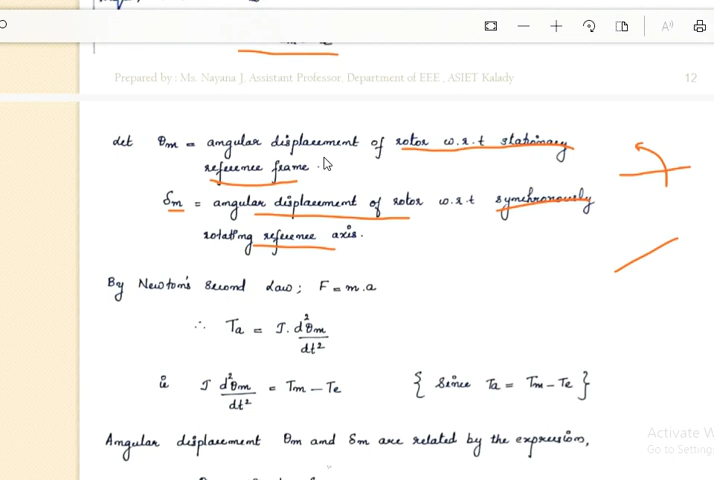 Prepared by : Ms. Nayana J, Assistant Professor, Department of EEE , ASIET Kalady
12
Let θm = angular displacement of rotor w.r.t stationary
reference frame.
δm = angular displacement of rotor w.r.t synchronously
rotating reference axis.
By Newton's Second Law; F = m.a
∴ Ta = J. d²θm
dt²
ie J d²θm = Tm - Te { Since Ta = Tm - Te }
dt²
Angular displacement θm and δm are related by the expression,
Activate W
Go to Settings